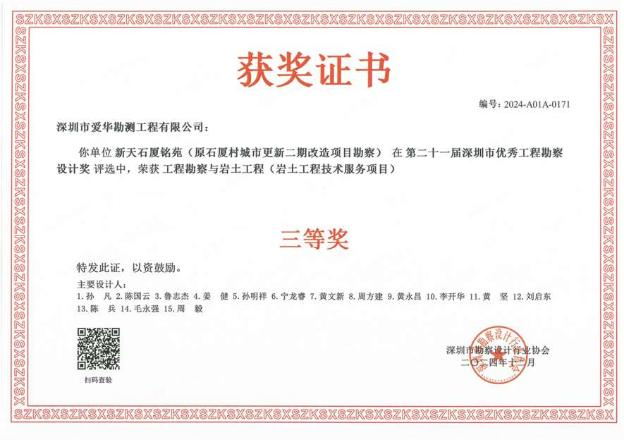 获奖证书
编号：2024-A01A-0171
深圳市爱华勘测工程有限公司：
你单位 新天石厦铭苑（原石厦村城市更新二期改造项目勘察） 在 第二十一届深圳市优秀工程勘察
设计奖 评选中，荣获 工程勘察与岩土工程（岩土工程技术服务项目）
三等奖
特发此证，以资鼓励。
主要设计人：
1.孙 凡 2.陈国云 3.鲁志杰 4.姜 健 5.孙明祥 6.宁龙睿 7.黄文新 8.周方建 9.黄永昌 10.李开华 11.黄 坚 12.刘启东
13.陈 兵 14.毛永强 15.周 毅
扫码查验
深圳市勘察设计行业协会
二〇二四年十二月